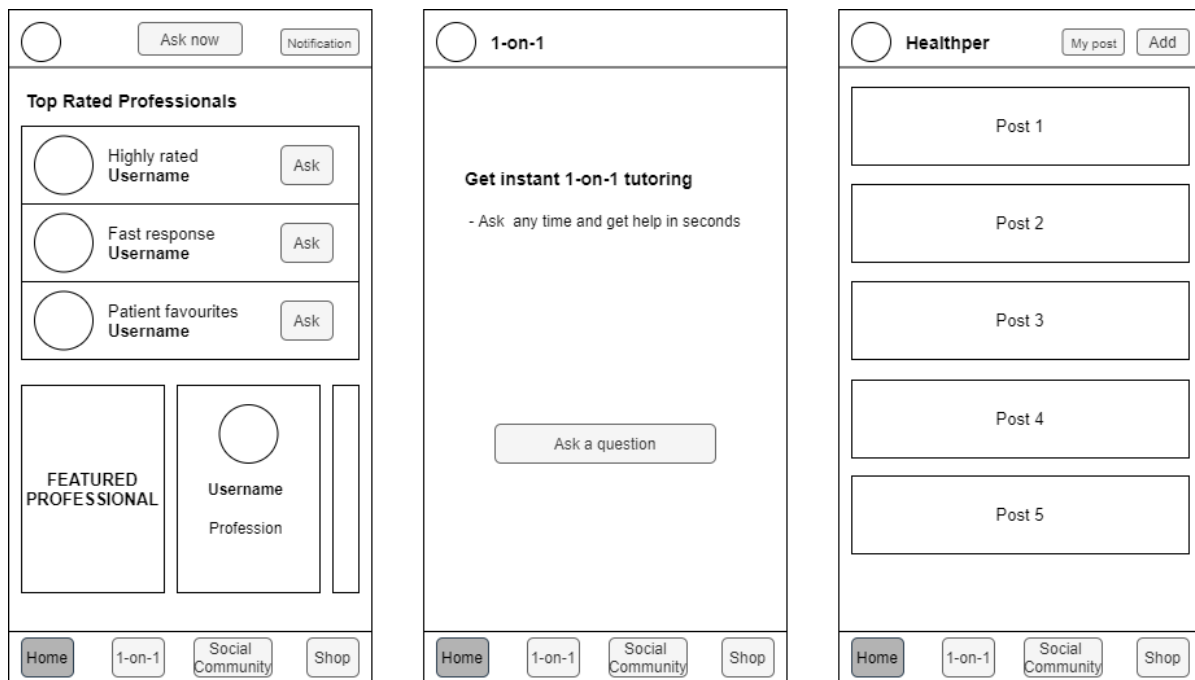 Ask now
Notification
Top Rated Professionals
Highly rated
Username
Ask
Fast response
Username
Ask
Patient favourites
Username
Ask
FEATURED
PROFESSIONAL
Username
Profession
Home
1-on-1
Social
Community
Shop
1-on-1
Get instant 1-on-1 tutoring
- Ask any time and get help in seconds
Ask a question
Home
1-on-1
Social
Community
Shop
Healthper
My post
Add
Post 1
Post 2
Post 3
Post 4
Post 5
Home
1-on-1
Social
Community
Shop